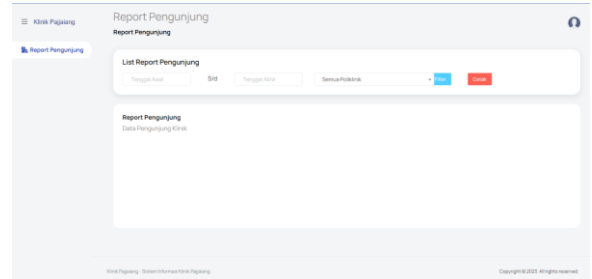 Klinik Pajalang
Report Pengunjung
Report Pengunjung
Report Pengunjung
List Report Pengunjung
Tanggal Awal S/d Tanggal Akhir Semua Poliklinik Filter Cetak
Report Pengunjung
Data Pengunjung Klinik
Klinik Pajalang - Sistem Informasi Klinik Pajalang
Copyright © 2023. All rights reserved.